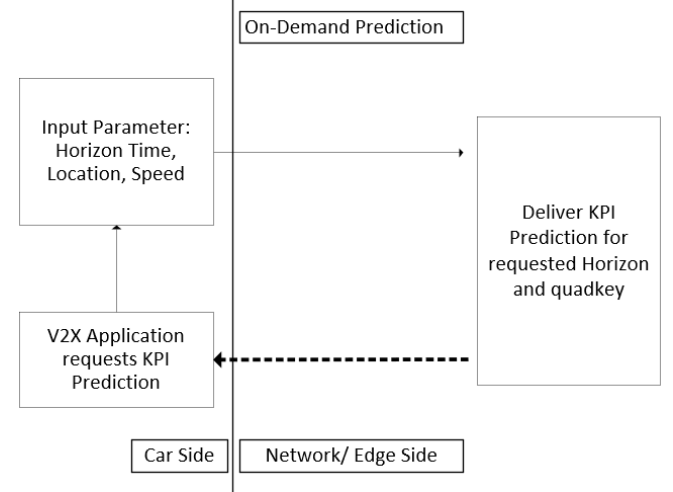 On-Demand Prediction
Input Parameter:
Horizon Time,
Location, Speed
Deliver KPI
Prediction for
requested Horizon
and quadkey
V2X Application
requests KPI
Prediction
Car Side
Network/ Edge Side